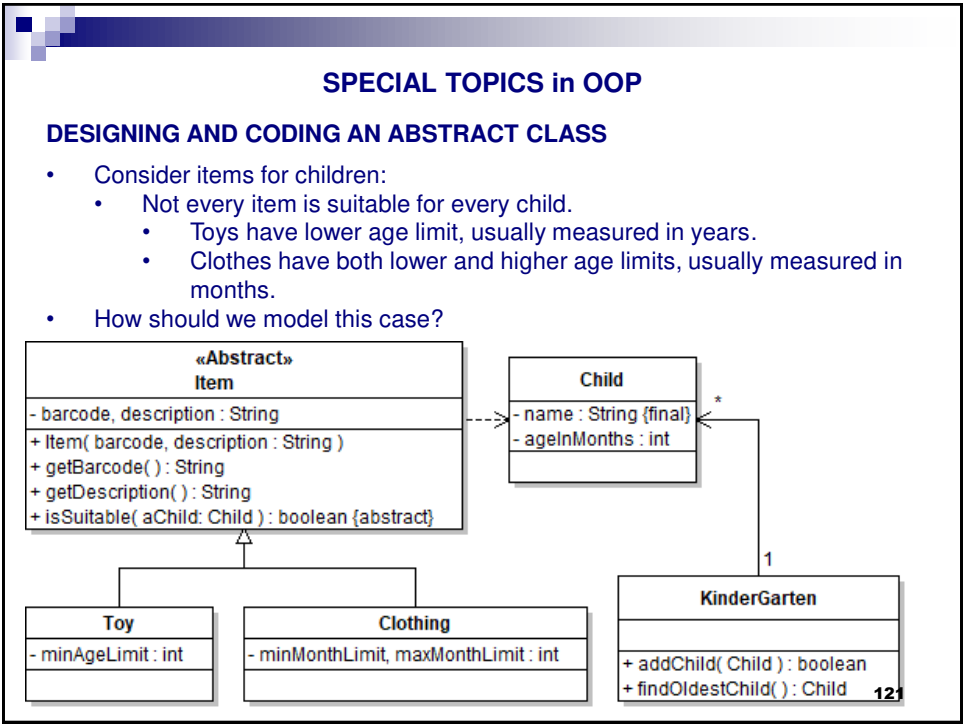 SPECIAL TOPICS in OOP
DESIGNING AND CODING AN ABSTRACT CLASS
• Consider items for children:
• Not every item is suitable for every child.
• Toys have lower age limit, usually measured in years.
• Clothes have both lower and higher age limits, usually measured in
months.
• How should we model this case?
«Abstract»
Item
- barcode, description : String
+ Item( barcode, description : String )
+ getBarcode( ) : String
+ getDescription( ) : String
+ isSuitable( aChild: Child ) : boolean {abstract}
Child
- name : String {final}
- ageInMonths : int
*
1
Toy
- minAgeLimit : int
Clothing
- minMonthLimit, maxMonthLimit : int
KinderGarten
+ addChild( Child ) : boolean
+ findOldestChild( ) : Child
121